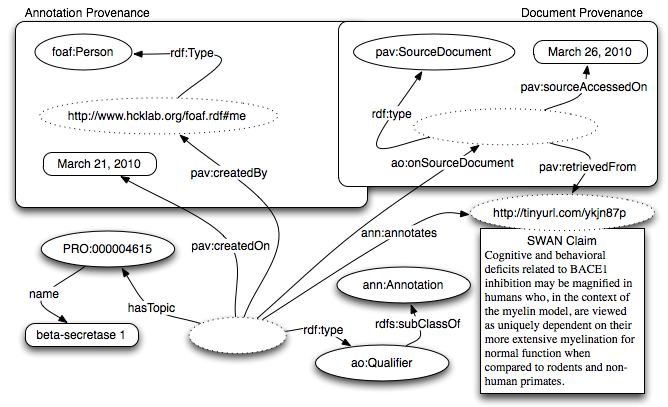 Annotation Provenance
Document Provenance
foaf:Person
rdf:Type
pav:SourceDocument
March 26, 2010
pav:sourceAccessedOn
http://www.hcklab.org/foaf.rdf#me
rdf:type
March 21, 2010
pav:createdBy
ao:onSourceDocument
pav:retrievedFrom
http://tinyurl.com/ykjn87p
ann:annotates
pav:createdOn
PRO:000004615
name
hasTopic
beta-secretase 1
ann:Annotation
rdfs:subClassOf
rdf:type
ao:Qualifier
SWAN Claim
Cognitive and behavioral
deficits related to BACE1
inhibition may be magnified in
humans who, in the context of
the myelin model, are viewed
as uniquely dependent on their
more extensive myelination for
normal function when
compared to rodents and non-
human primates.